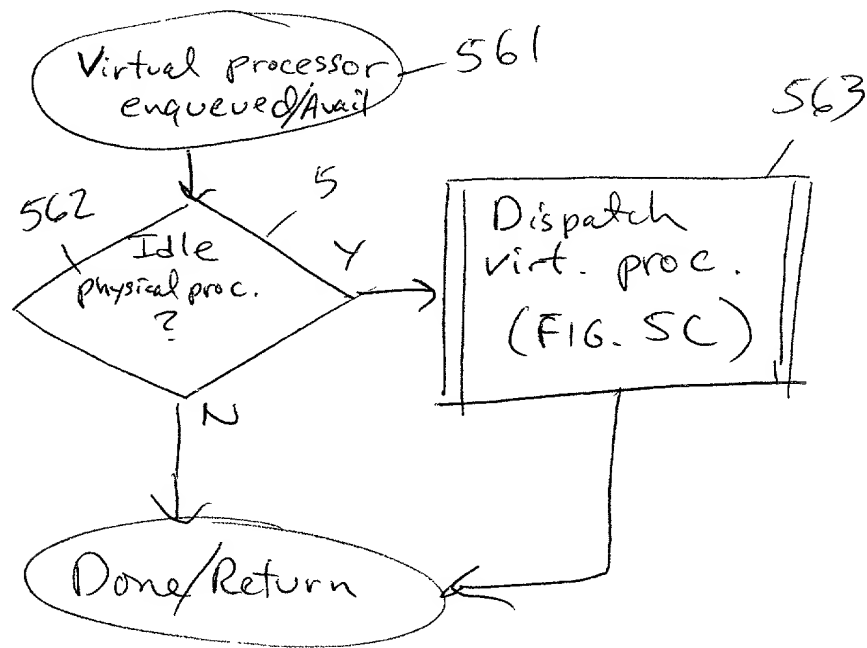 Virtual processor
enqueued/Avail
561
563
562
5
Idle
physical proc.
?
Y
Dispatch
virt. proc.
(FIG. 5C)
N
Done/Return